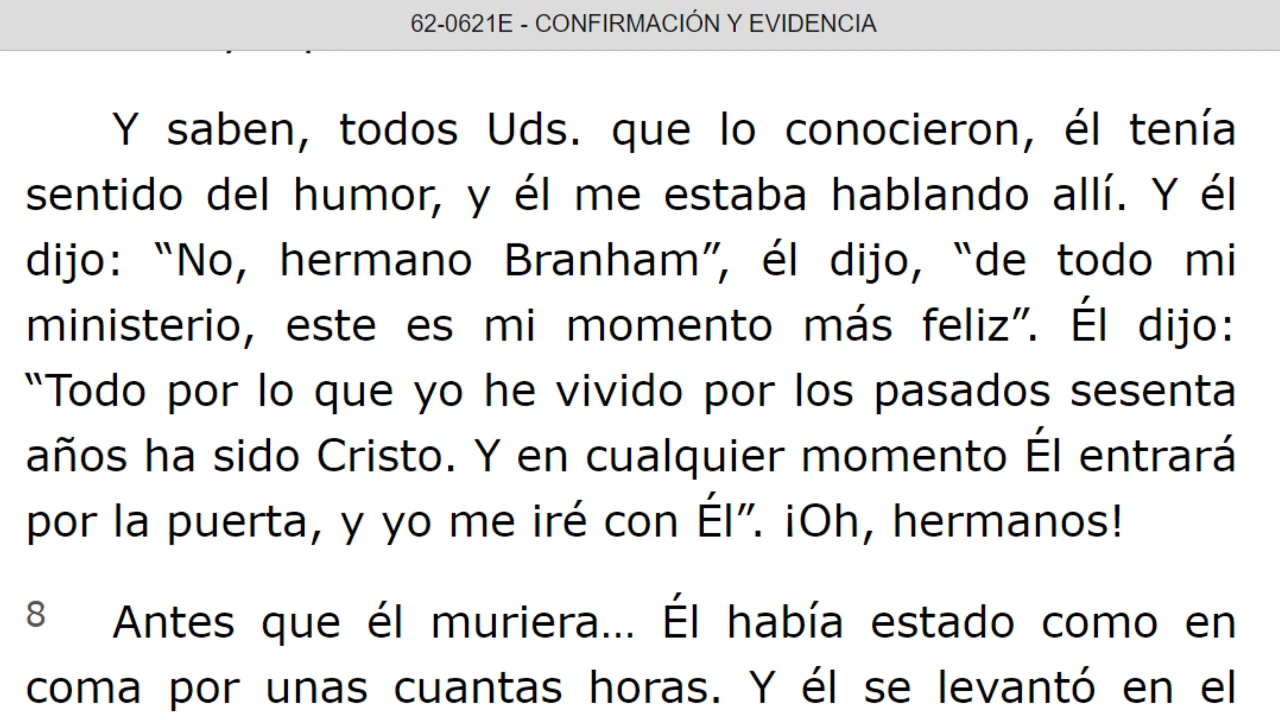 62-0621E - CONFIRMACIÓN Y EVIDENCIA
Y saben, todos Uds. que lo conocieron, él tenía
sentido del humor, y él me estaba hablando allí. Y él
dijo: “No, hermano Branham”, él dijo, “de todo mi
ministerio, este es mi momento más feliz”. Él dijo:
“Todo por lo que yo he vivido por los pasados sesenta
años ha sido Cristo. Y en cualquier momento Él entrará
por la puerta, y yo me iré con Él”. ¡Oh, hermanos!
8 Antes que él muriera… Él había estado como en
coma por unas cuantas horas. Y él se levantó en el